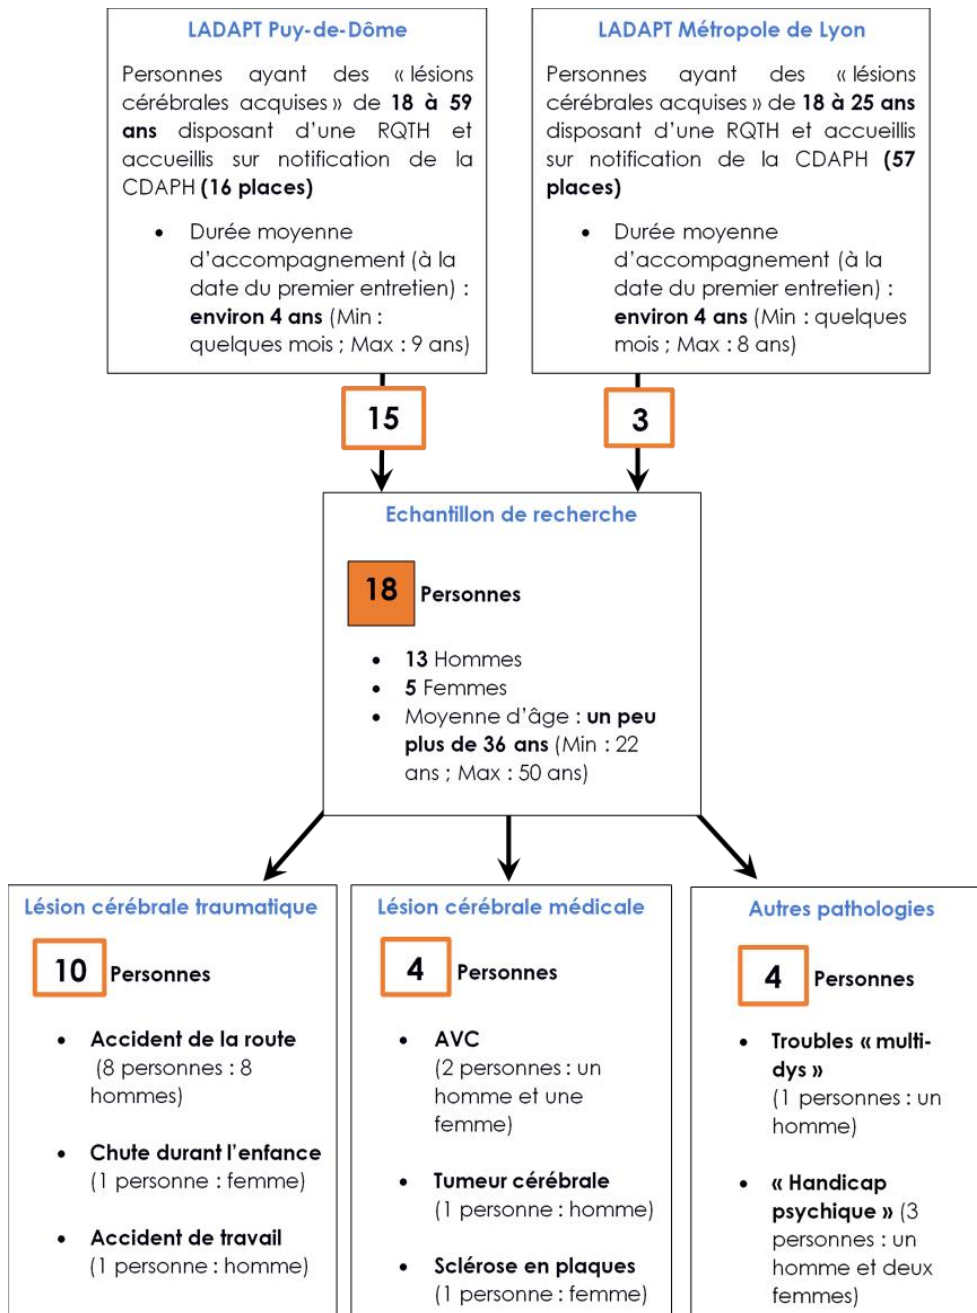 LADAPT Puy-de-Dôme
Personnes ayant des « lésions
cérébrales acquises » de 18 à 59
ans disposant d'une RQTH et
accueillis sur notification de la
CDAPH (16 places)
• Durée moyenne
d'accompagnement (à la
date du premier entretien) :
environ 4 ans (Min :
quelques mois ; Max : 9 ans)
LADAPT Métropole de Lyon
Personnes ayant des « lésions
cérébrales acquises » de 18 à 25 ans
disposant d'une RQTH et accueillis
sur notification de la CDAPH (57
places)
• Durée moyenne
d'accompagnement (à la
date du premier entretien) :
environ 4 ans (Min : quelques
mois ; Max : 8 ans)
15
3
Echantillon de recherche
18 Personnes
• 13 Hommes
• 5 Femmes
• Moyenne d'âge : un peu
plus de 36 ans (Min : 22
ans ; Max : 50 ans)
Lésion cérébrale traumatique
10 Personnes
• Accident de la route
(8 personnes : 8
hommes)
• Chute durant l'enfance
(1 personne : femme)
• Accident de travail
(1 personne : homme)
Lésion cérébrale médicale
4 Personnes
• AVC
(2 personnes : un
homme et une
femme)
• Tumeur cérébrale
(1 personne : homme)
• Sclérose en plaques
(1 personne : femme)
Autres pathologies
4 Personnes
• Troubles « multi-
dys »
(1 personnes : un
homme)
• « Handicap
psychique » (3
personnes : un
homme et deux
femmes)